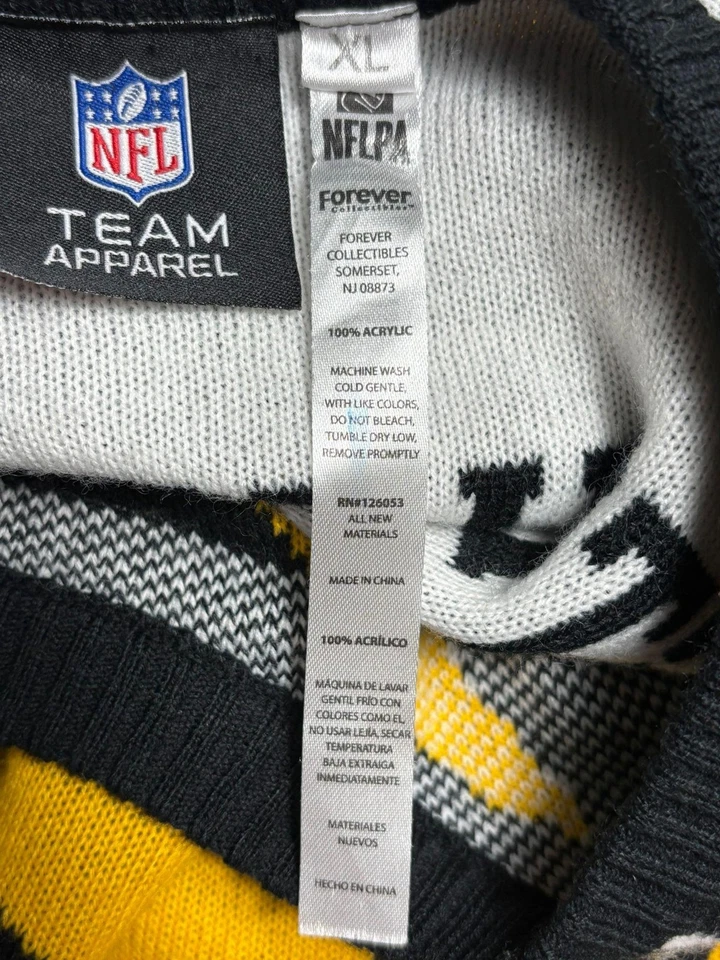 NFL
TEAM
APPAREL
XL
NFLPA
Forever
Collectibles™
FOREVER
COLLECTIBLES
SOMERSET,
NJ 08873
100% ACRYLIC
MACHINE WASH
COLD GENTLE,
WITH LIKE COLORS,
DO NOT BLEACH,
TUMBLE DRY LOW,
REMOVE PROMPTLY
RN#126053
ALL NEW
MATERIALS
MADE IN CHINA
100% ACRÍLICO
MÁQUINA DE LAVAR
GENTIL FRÍO CON
COLORES COMO EL,
NO USAR LEJÍA, SECAR
TEMPERATURA
BAJA EXTRAIGA
INMEDIATAMENTE
MATERIALES
NUEVOS
HECHO EN CHINA